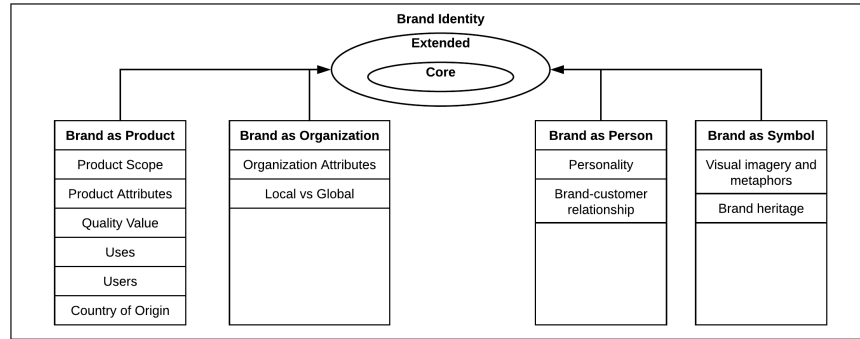 Brand Identity
Extended
Core
Brand as Product
Product Scope
Product Attributes
Quality Value
Uses
Users
Country of Origin
Brand as Organization
Organization Attributes
Local vs Global
Brand as Person
Personality
Brand-customer
relationship
Brand as Symbol
Visual imagery and
metaphors
Brand heritage